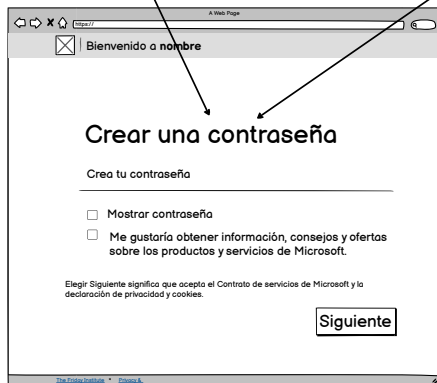 A Web Page
https://
Bienvenido a nombre
Crear una contraseña
Crea tu contraseña
Mostrar contraseña
Me gustaría obtener información, consejos y ofertas
sobre los productos y servicios de Microsoft.
Elegir Siguiente significa que acepta el Contrato de servicios de Microsoft y la
declaración de privacidad y cookies.
Siguiente
The Friday Institute * Privacy &